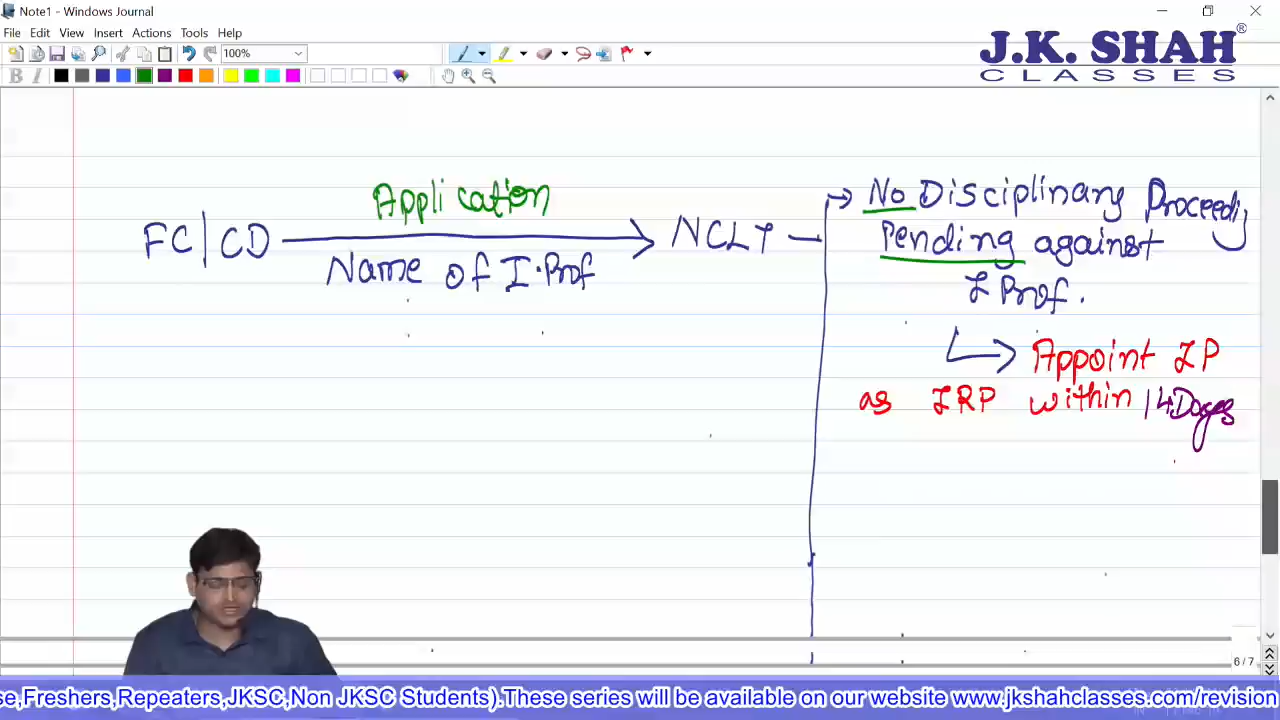 Note1 - Windows Journal
File Edit View Insert Actions Tools Help
100%
B I
J.K. SHAH®
CLASSES
Application
FC|CD
Name of I.Prof
NCLT
No Disciplinary Proceedig
Pending against
I Prof.
Appoint IP
as IRP within 14Days
6 / 7
se,Freshers,Repeaters,JKSC,Non JKSC Students).These series will be available on our website www.jkshahclasses.com/revision